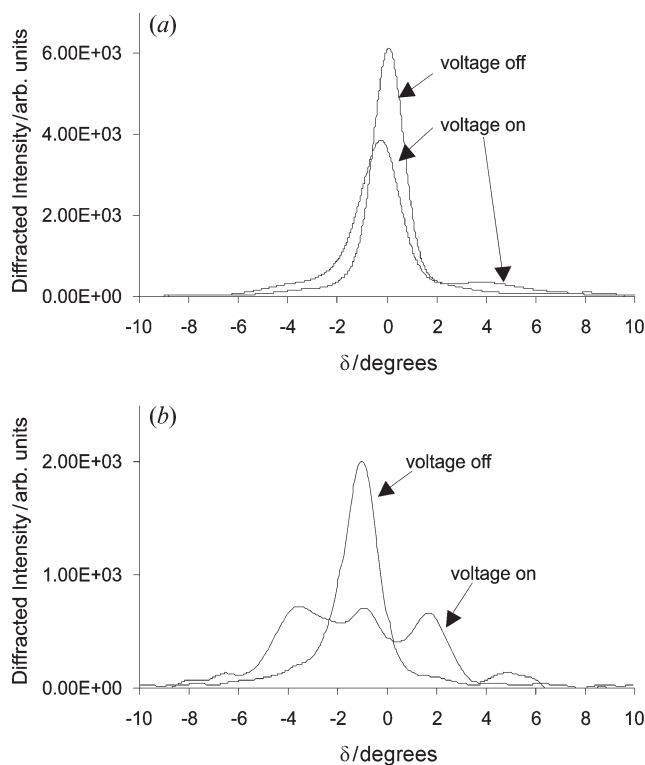 (a)
Diffracted Intensity/arb. units
6.00E+03
4.00E+03
2.00E+03
0.00E+00
voltage off
voltage on
-10 -8 -6 -4 -2 0 2 4 6 8 10
δ/degrees
(b)
Diffracted Intensity/arb. units
2.00E+03
1.00E+03
0.00E+00
voltage off
voltage on
-10 -8 -6 -4 -2 0 2 4 6 8 10
δ/degrees